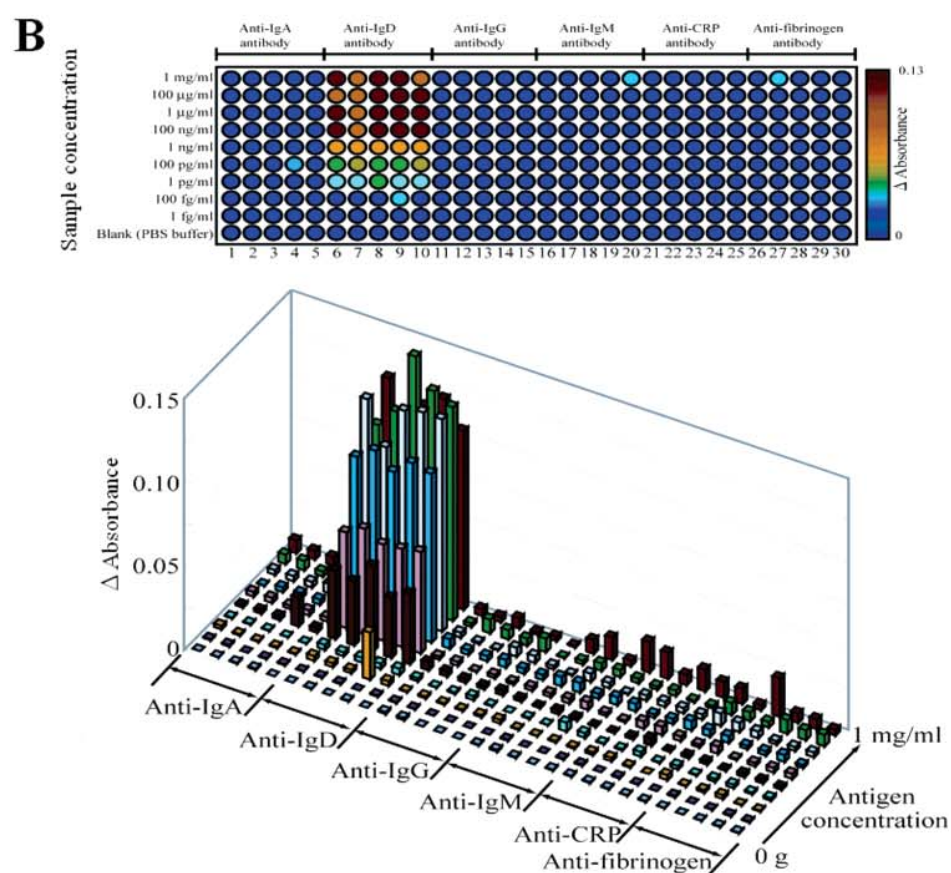 B
Anti-IgA antibody
Anti-IgD antibody
Anti-IgG antibody
Anti-IgM antibody
Anti-CRP antibody
Anti-fibrinogen antibody
Sample concentration
1 mg/ml
100 μg/ml
1 μg/ml
100 ng/ml
1 ng/ml
100 pg/ml
1 pg/ml
100 fg/ml
1 fg/ml
Blank (PBS buffer)
1 2 3 4 5 6 7 8 9 10 11 12 13 14 15 16 17 18 19 20 21 22 23 24 25 26 27 28 29 30
0.13
Δ Absorbance
0
0.15
0.10
0.05
0
Δ Absorbance
Anti-IgA
Anti-IgD
Anti-IgG
Anti-IgM
Anti-CRP
Anti-fibrinogen
0 g
1 mg/ml
Antigen
concentration